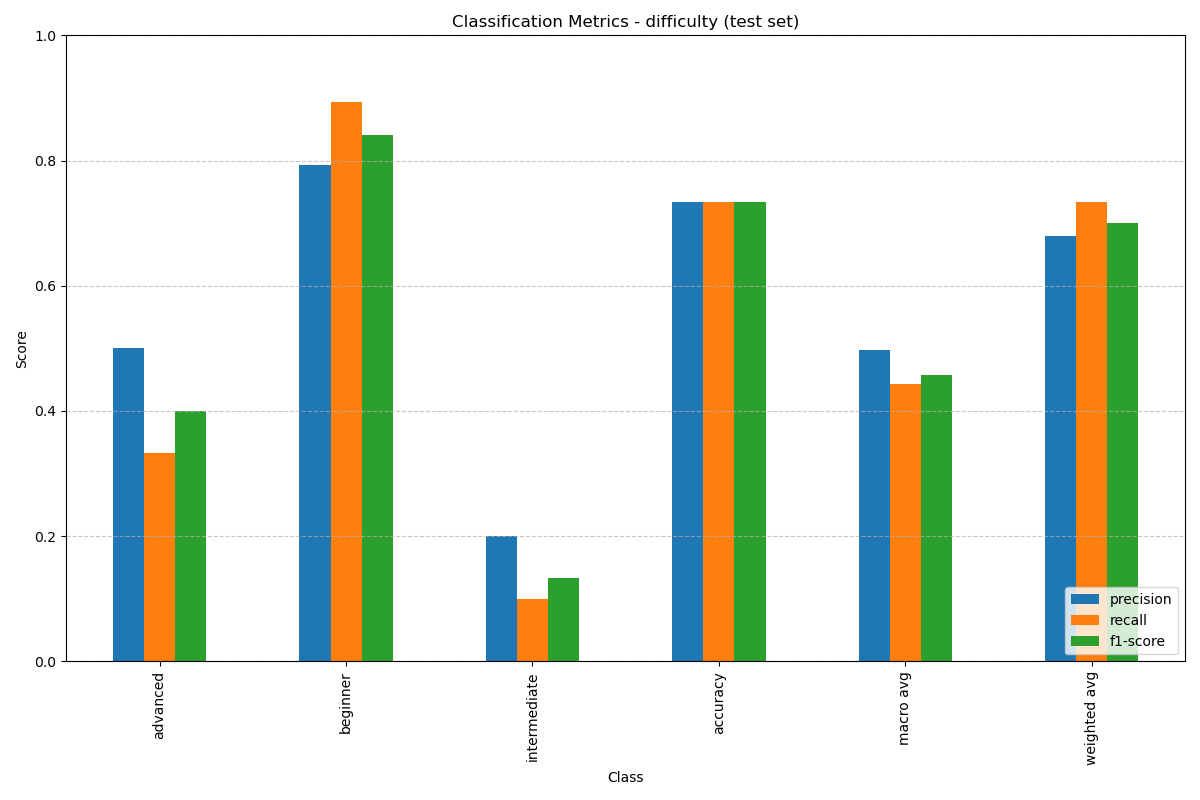 Classification Metrics - difficulty (test set)
1.0
0.8
0.6
0.4
0.2
0.0
Score
precision
recall
f1-score
advanced
beginner
intermediate
accuracy
macro avg
weighted avg
Class